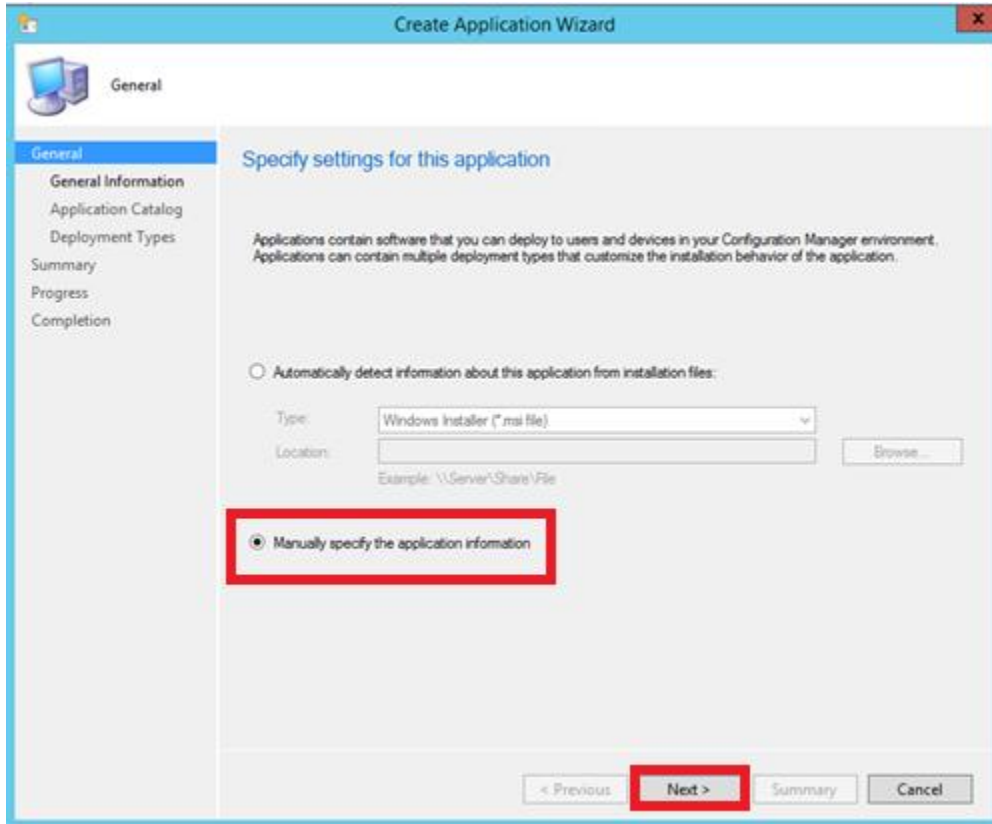 Create Application Wizard
x
General
General
General Information
Application Catalog
Deployment Types
Summary
Progress
Completion
Specify settings for this application
Applications contain software that you can deploy to users and devices in your Configuration Manager environment.
Applications can contain multiple deployment types that customize the installation behavior of the application.
Automatically detect information about this application from installation files:
Type: Windows Installer (*.msi file)
Location: Browse...
Example: \\Server\Share\File
Manually specify the application information
< Previous Next > Summary Cancel